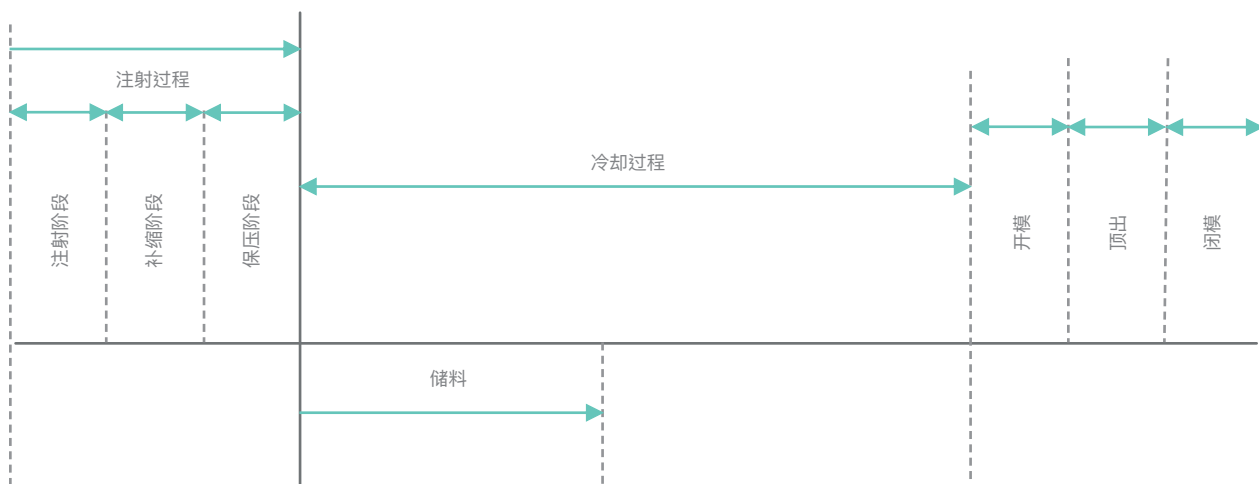 注射过程
冷却过程
注射阶段
补缩阶段
保压阶段
开模
顶出
闭模
储料